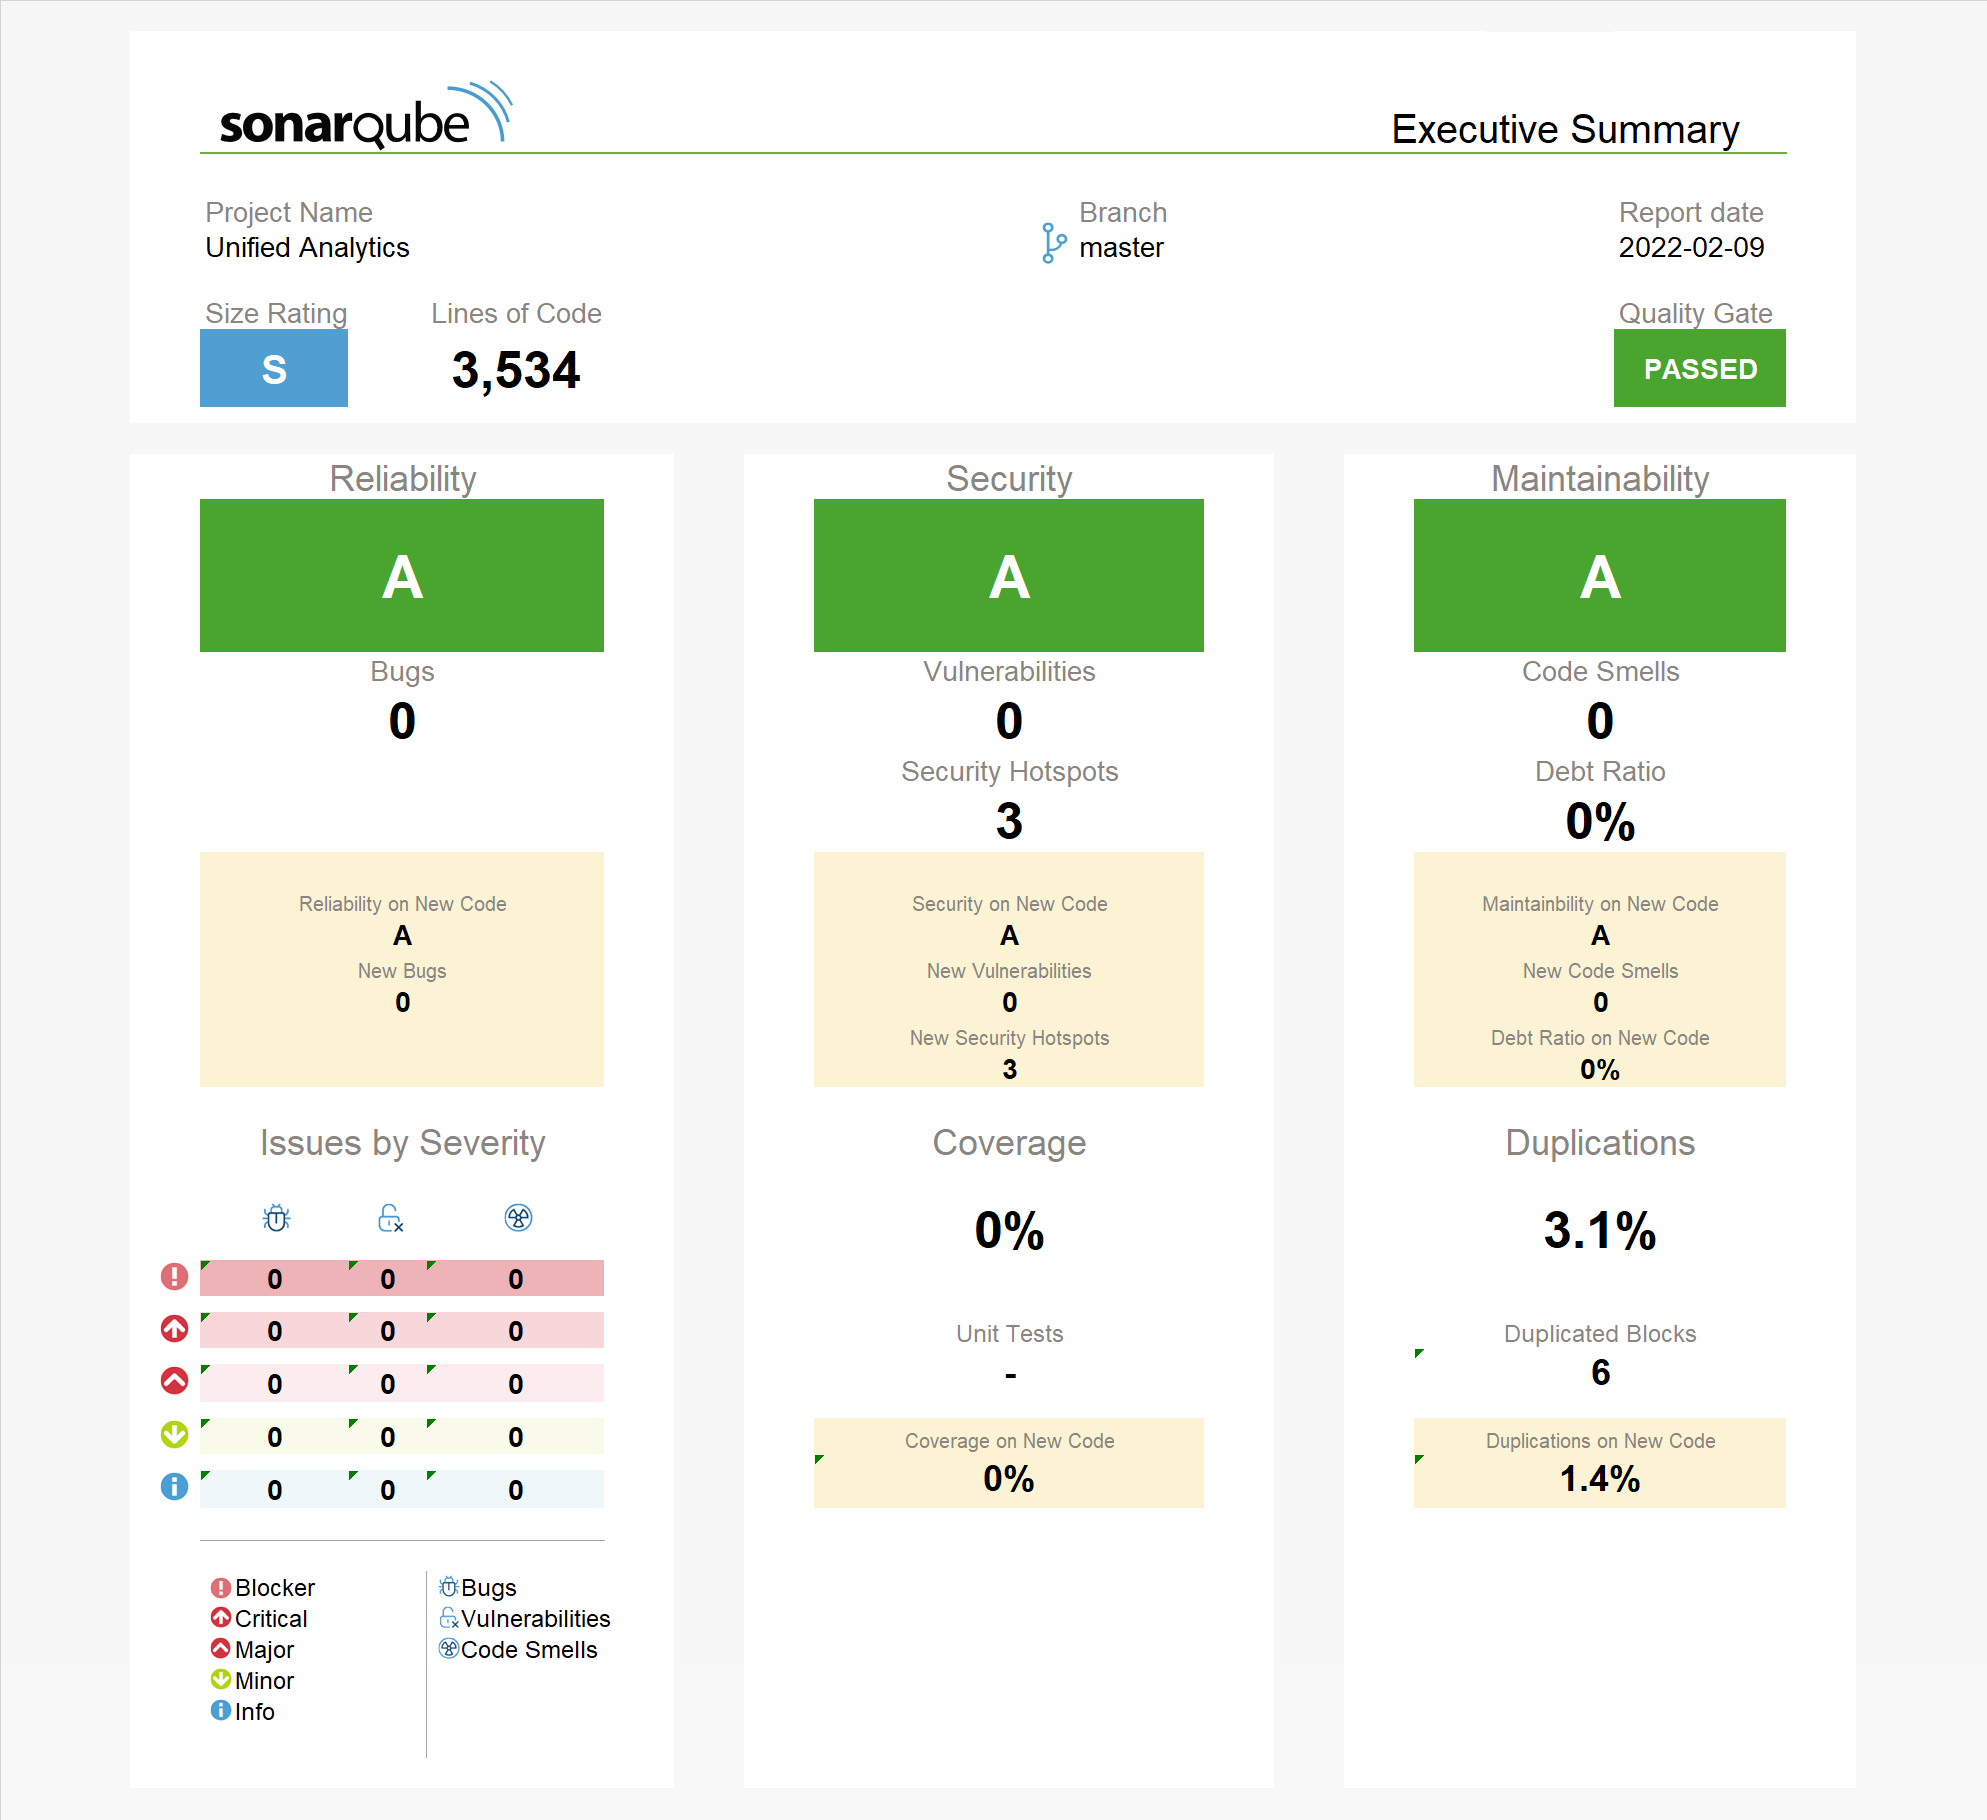 sonarqube
Executive Summary
Project Name
Unified Analytics
Branch
master
Report date
2022-02-09
Size Rating
S
Lines of Code
3,534
Quality Gate
PASSED
Reliability
A
Bugs
0
Reliability on New Code
A
New Bugs
0
Security
A
Vulnerabilities
0
Security Hotspots
3
Security on New Code
A
New Vulnerabilities
0
New Security Hotspots
3
Maintainability
A
Code Smells
0
Debt Ratio
0%
Maintainbility on New Code
A
New Code Smells
0
Debt Ratio on New Code
0%
Issues by Severity
0 0 0
0 0 0
0 0 0
0 0 0
0 0 0
Blocker
Critical
Major
Minor
Info
Bugs
Vulnerabilities
Code Smells
Coverage
0%
Unit Tests
-
Coverage on New Code
0%
Duplications
3.1%
Duplicated Blocks
6
Duplications on New Code
1.4%